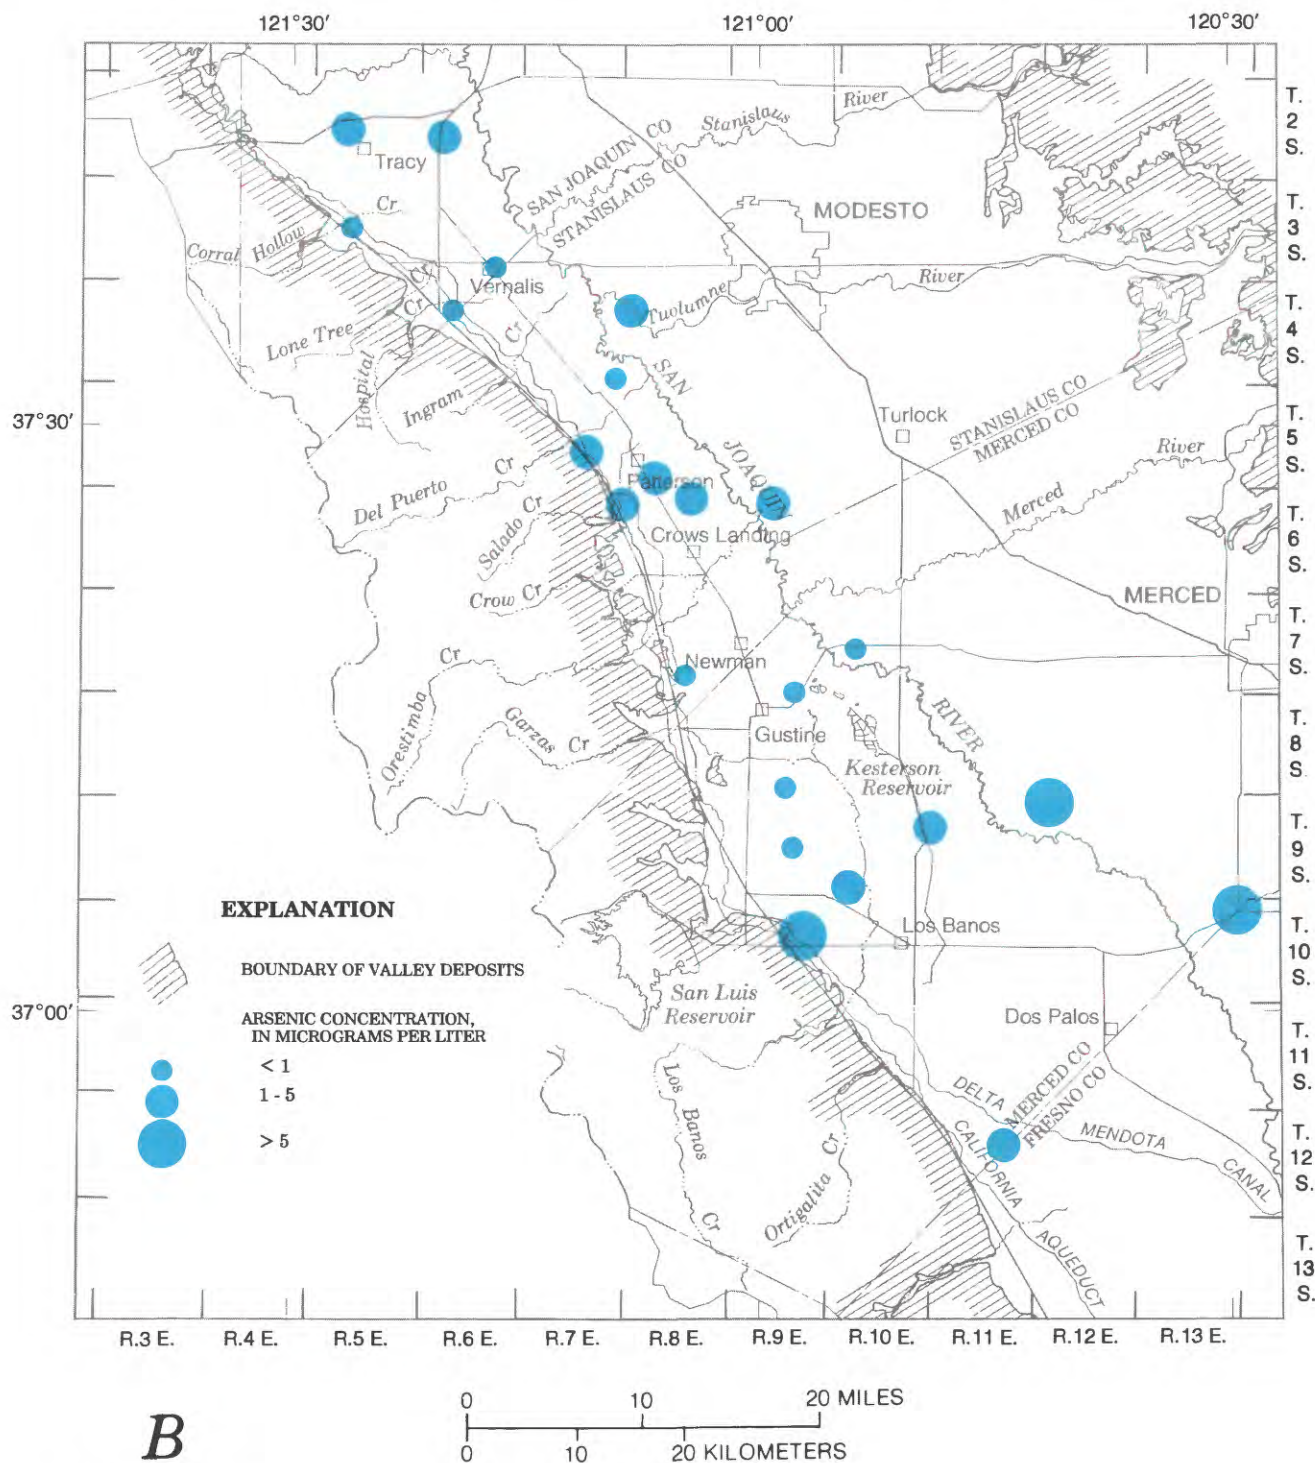 121°30′
121°00′
120°30′
T.
2
S.
T.
3
S.
T.
4
S.
T.
5
S.
T.
6
S.
T.
7
S.
T.
8
S.
T.
9
S.
T.
10
S.
T.
11
S.
T.
12
S.
T.
13
S.
37°30′
37°00′
River
Stanislaus
SAN JOAQUIN CO
STANISLAUS CO
Tracy
MODESTO
Cr
Corral Hollow
Cr
Vernalis
River
Tuolumne
Cr
Cr
Lone Tree
Hospital
Ingram
SAN
JOAQUIN
RIVER
Turlock
STANISLAUS CO
MERCED CO
River
Merced
Patterson
Cr
Del Puerto
Salado Cr
Crows Landing
Crow Cr
MERCED
Newman
Cr
Orestimba
Garzas Cr
Gustine
Kesterson
Reservoir
Los Banos
San Luis
Reservoir
Dos Palos
Los Banos
Cr
Ortigalita Cr
DELTA
MENDOTA
CANAL
MERCED CO
FRESNO CO
CALIFORNIA
AQUEDUCT
EXPLANATION
BOUNDARY OF VALLEY DEPOSITS
ARSENIC CONCENTRATION,
IN MICROGRAMS PER LITER
< 1
1 - 5
> 5
R.3 E. R.4 E. R.5 E. R.6 E. R.7 E. R.8 E. R.9 E. R.10 E. R.11 E. R.12 E. R.13 E.
0 10 20 MILES
0 10 20 KILOMETERS
B